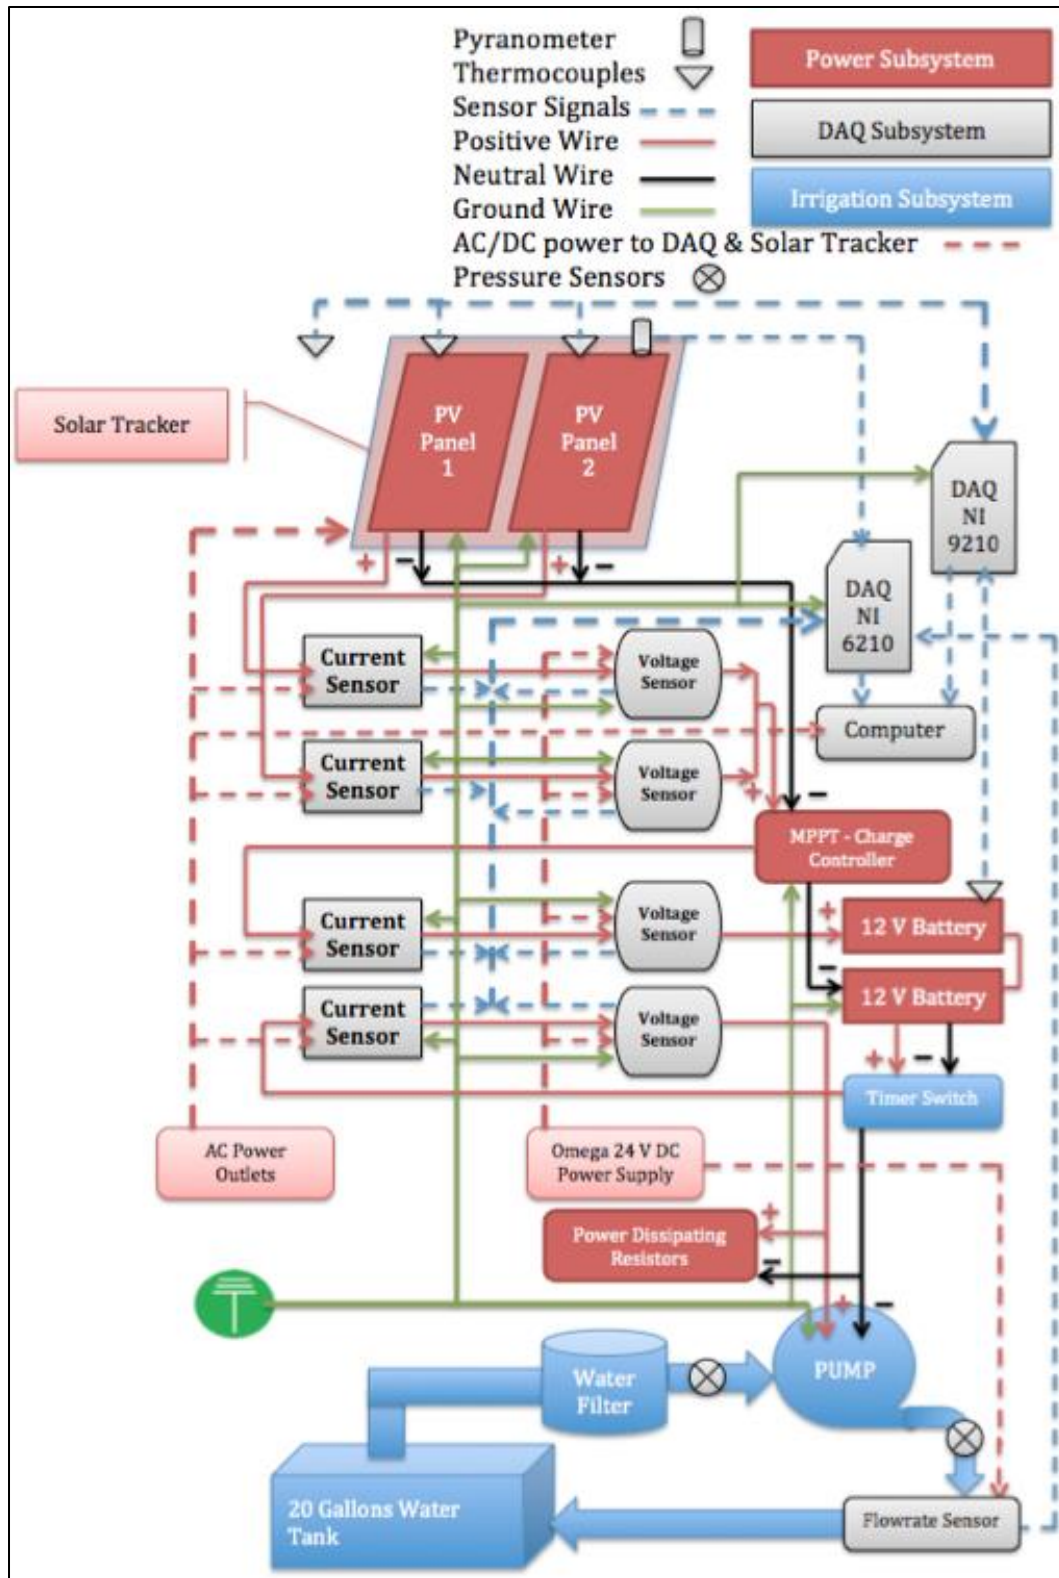 Pyranometer
Thermocouples
Sensor Signals
Positive Wire
Neutral Wire
Ground Wire
AC/DC power to DAQ & Solar Tracker
Pressure Sensors
Power Subsystem
DAQ Subsystem
Irrigation Subsystem
Solar Tracker
PV
Panel
1
PV
Panel
2
DAQ
NI
9210
DAQ
NI
6210
+
−
+
−
Current
Sensor
Voltage
Sensor
Computer
Current
Sensor
Voltage
Sensor
+
−
MPPT - Charge
Controller
Current
Sensor
Voltage
Sensor
+
12 V Battery
−
12 V Battery
Current
Sensor
Voltage
Sensor
+
−
Timer Switch
AC Power
Outlets
Omega 24 V DC
Power Supply
+
Power Dissipating
Resistors
−
+
−
PUMP
Water
Filter
20 Gallons Water
Tank
Flowrate Sensor